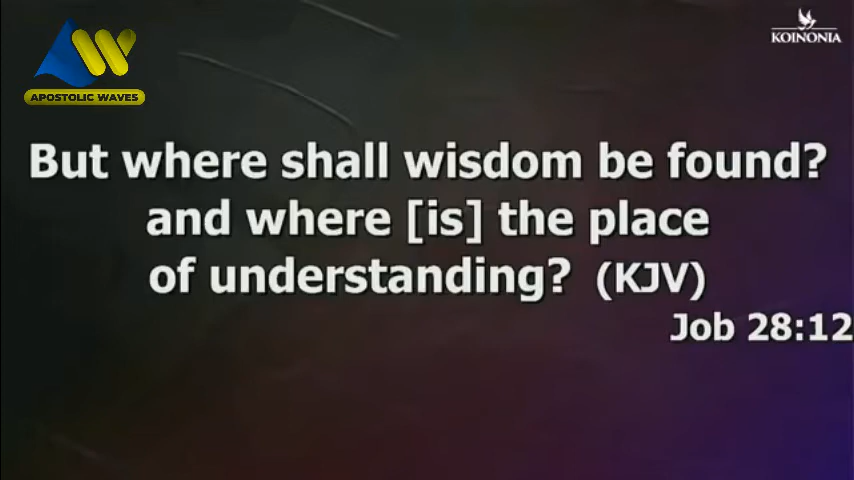 AW
APOSTOLIC WAVES
KOINONIA
But where shall wisdom be found?
and where [is] the place
of understanding? (KJV)
Job 28:12